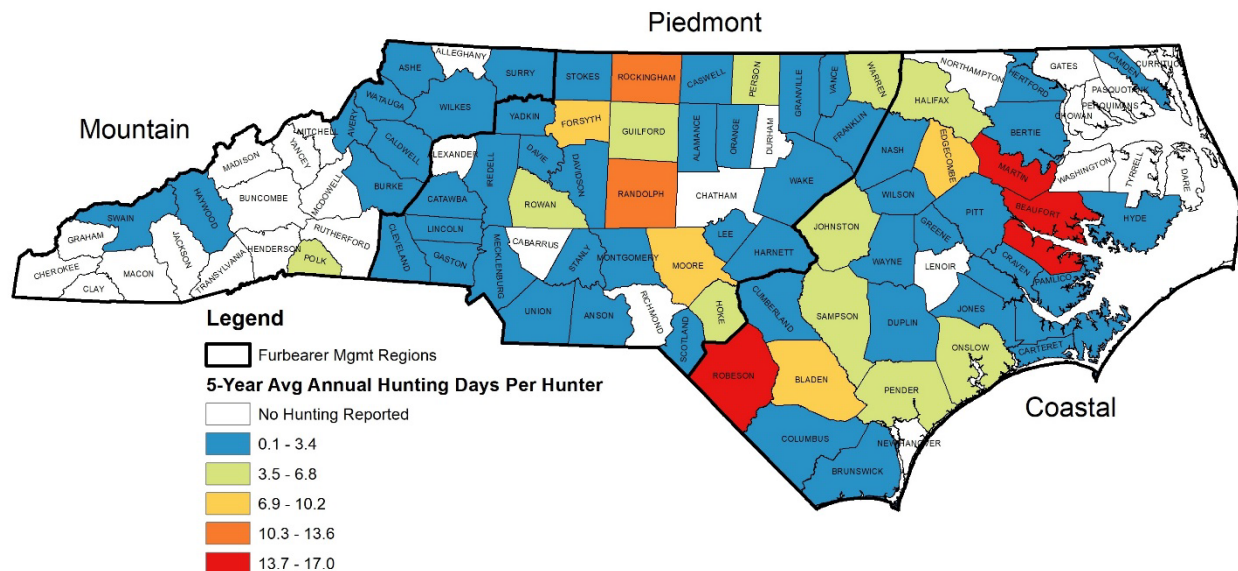 Piedmont
Mountain
Coastal
ALLEGHANY
ASHE
SURRY
STOKES
ROCKINGHAM
CASWELL
PERSON
GRANVILLE
VANCE
WARREN
NORTHAMPTON
GATES
HERTFORD
CAMDEN
CURRITUCK
PASQUOTANK
PERQUIMANS
CHOWAN
HALIFAX
BERTIE
WATAUGA
WILKES
YADKIN
FORSYTH
GUILFORD
ALAMANCE
ORANGE
DURHAM
FRANKLIN
NASH
EDGECOMBE
MARTIN
WASHINGTON
TYRRELL
DARE
AVERY
MITCHELL
YANCEY
MADISON
CALDWELL
ALEXANDER
IREDELL
DAVIE
DAVIDSON
RANDOLPH
CHATHAM
WAKE
WILSON
PITT
BEAUFORT
HYDE
BURKE
MCDOWELL
BUNCOMBE
HAYWOOD
SWAIN
CATAWBA
ROWAN
LEE
JOHNSTON
GREENE
WAYNE
LENOIR
CRAVEN
PAMLICO
GRAHAM
JACKSON
RUTHERFORD
HENDERSON
POLK
CLEVELAND
LINCOLN
GASTON
MECKLENBURG
CABARRUS
STANLY
MONTGOMERY
MOORE
HARNETT
JONES
CHEROKEE
CLAY
MACON
TRANSYLVANIA
UNION
ANSON
RICHMOND
SCOTLAND
HOKE
CUMBERLAND
SAMPSON
DUPLIN
ONSLOW
CARTERET
ROBESON
BLADEN
PENDER
NEW HANOVER
COLUMBUS
BRUNSWICK
Legend
Furbearer Mgmt Regions
5-Year Avg Annual Hunting Days Per Hunter
No Hunting Reported
0.1 - 3.4
3.5 - 6.8
6.9 - 10.2
10.3 - 13.6
13.7 - 17.0